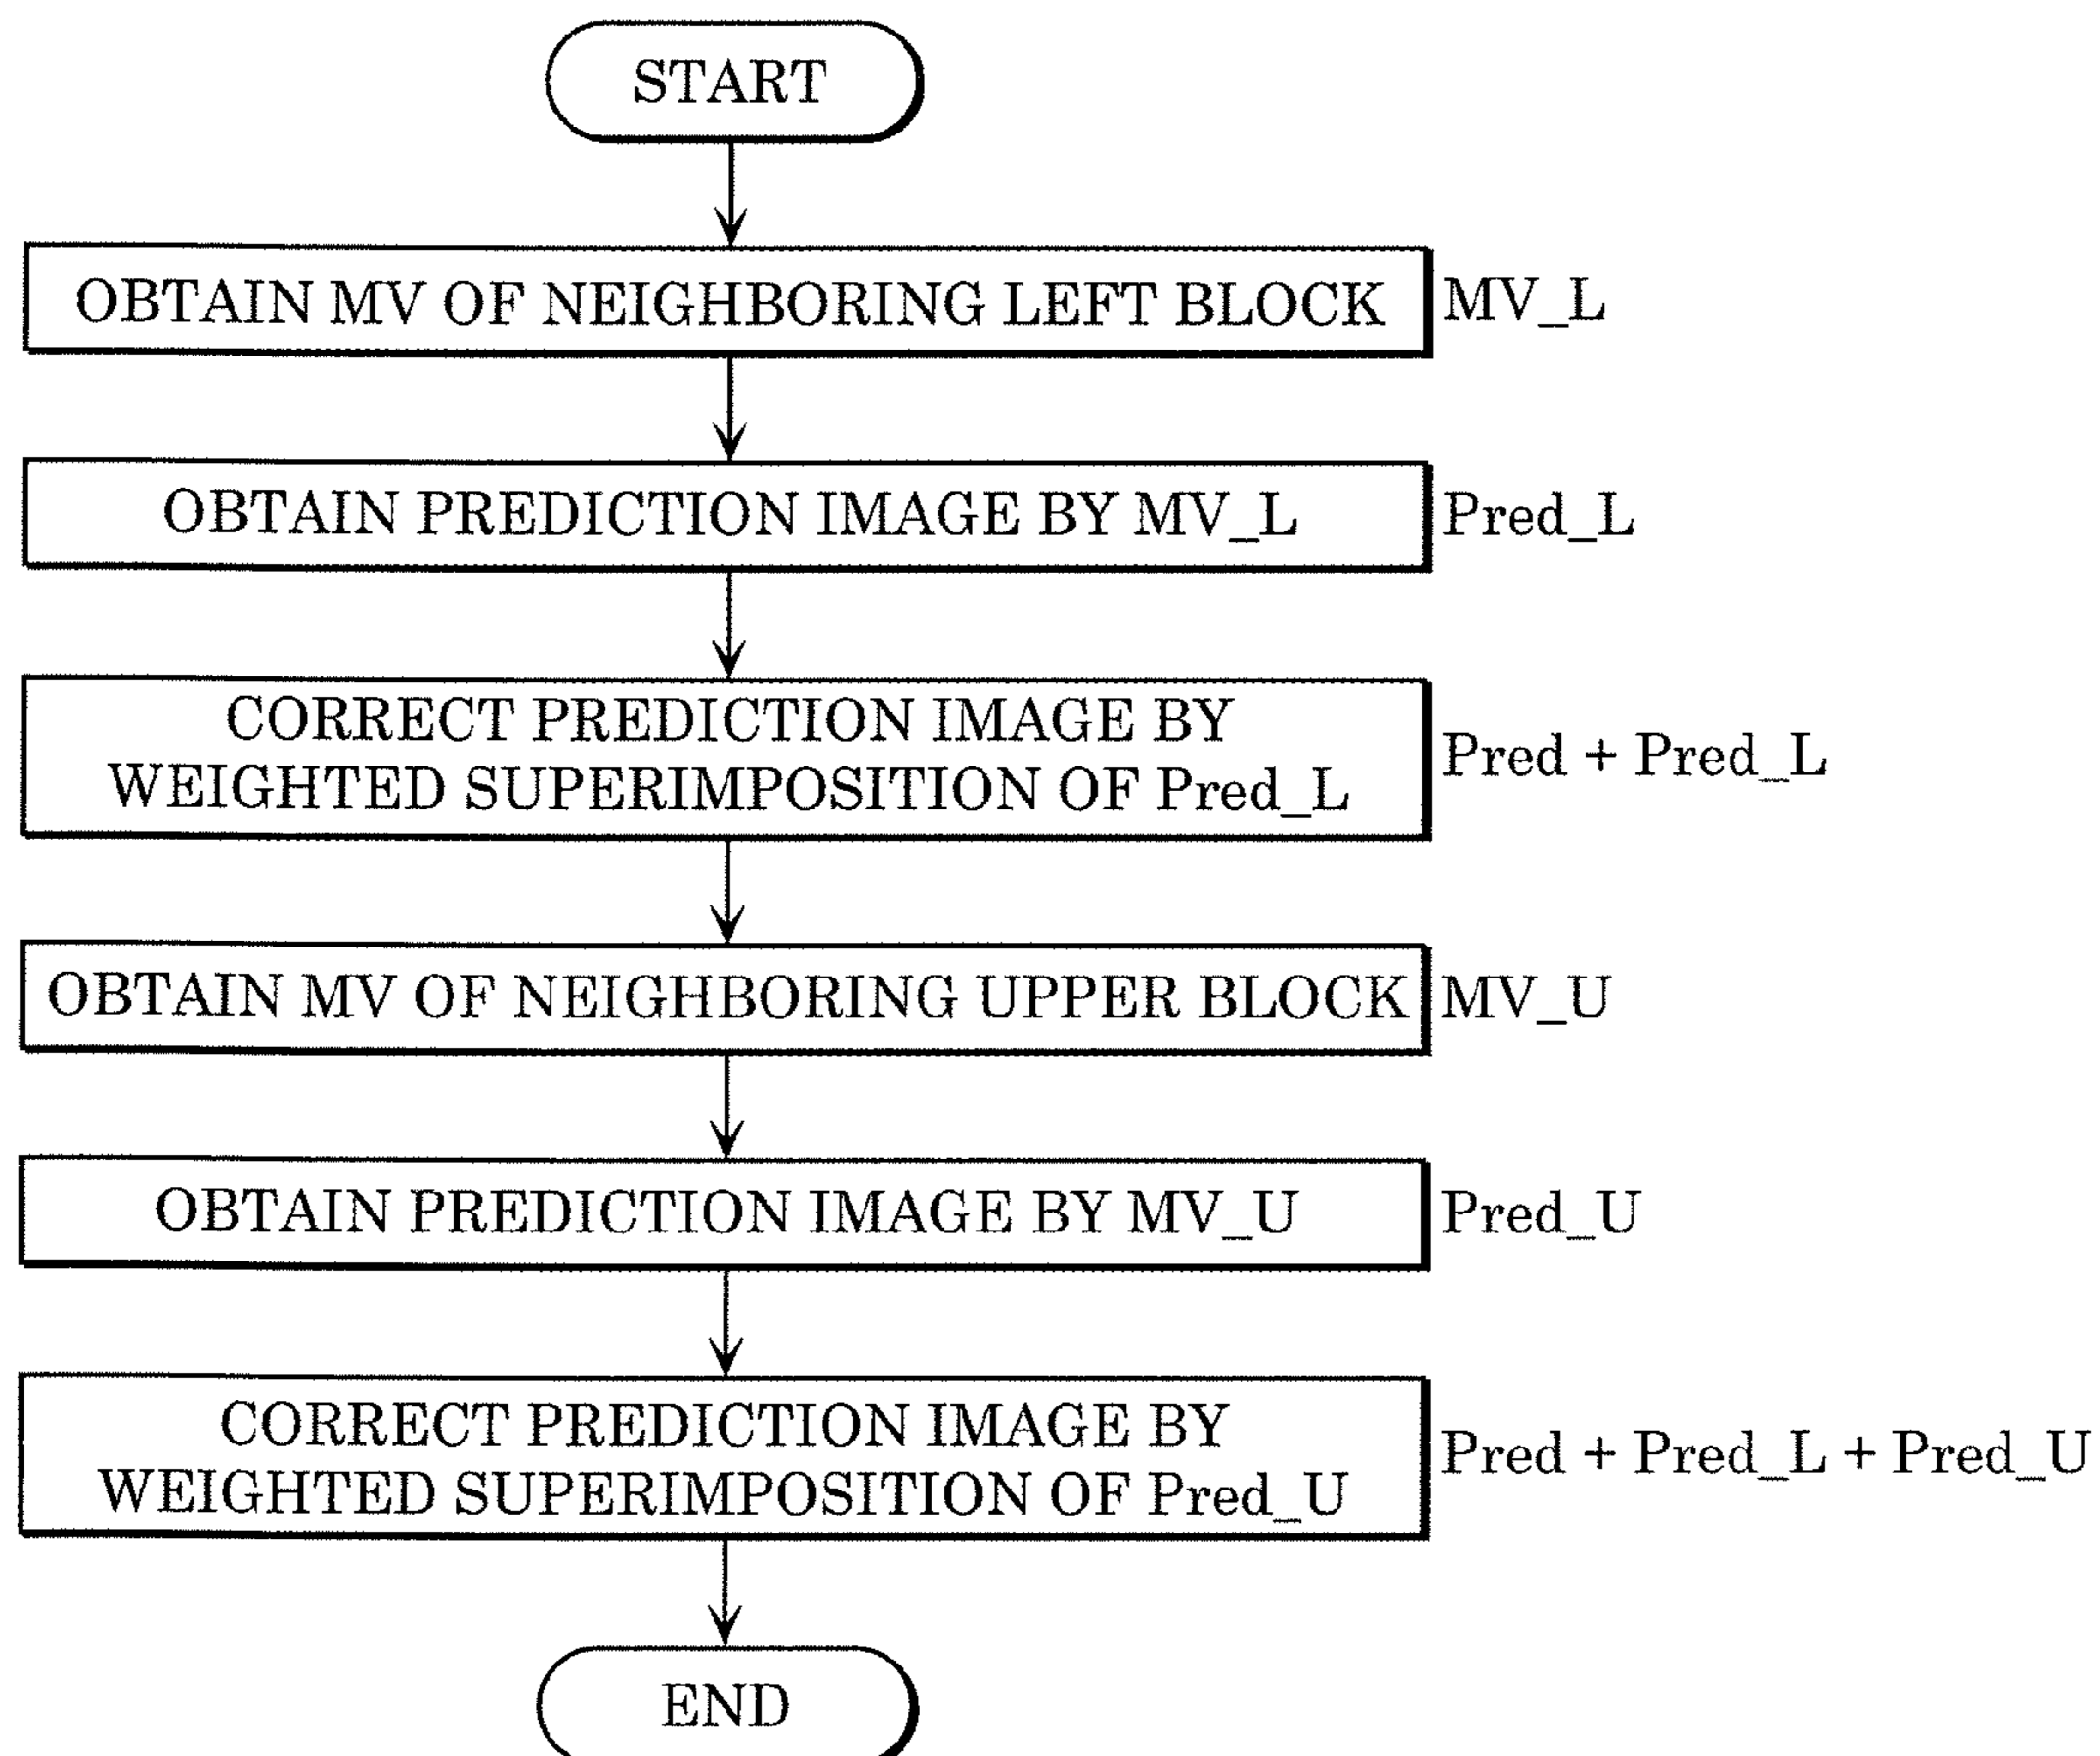 START
OBTAIN MV OF NEIGHBORING LEFT BLOCK
MV_L
OBTAIN PREDICTION IMAGE BY MV_L
Pred_L
CORRECT PREDICTION IMAGE BY
WEIGHTED SUPERIMPOSITION OF Pred_L
Pred + Pred_L
OBTAIN MV OF NEIGHBORING UPPER BLOCK
MV_U
OBTAIN PREDICTION IMAGE BY MV_U
Pred_U
CORRECT PREDICTION IMAGE BY
WEIGHTED SUPERIMPOSITION OF Pred_U
Pred + Pred_L + Pred_U
END